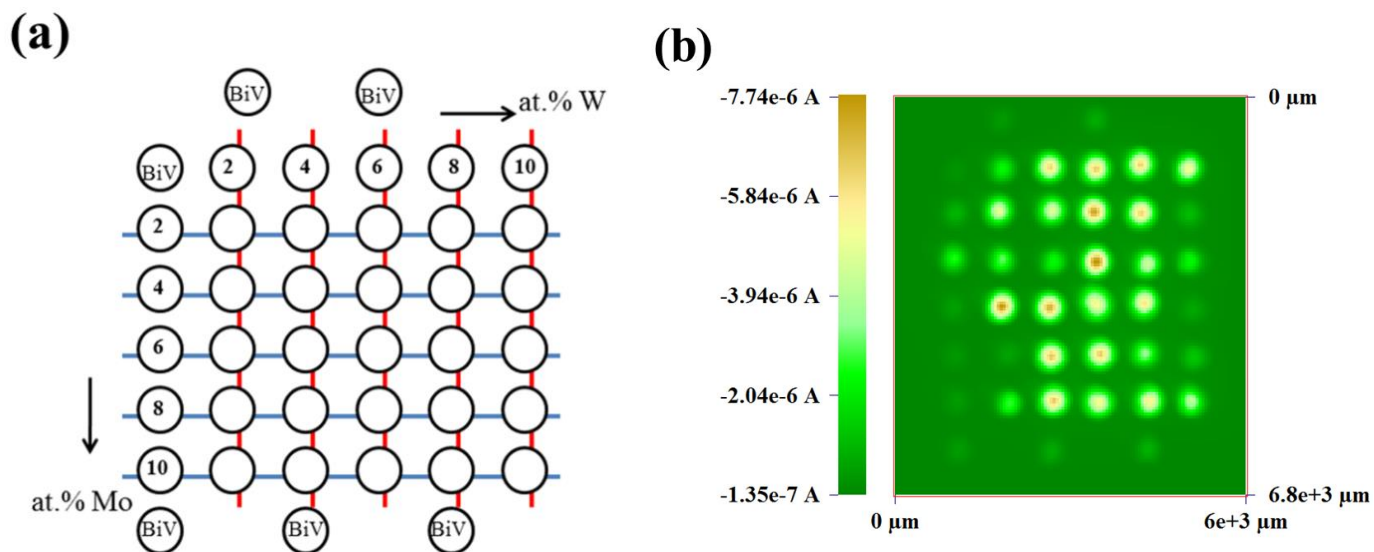 (a)
BiV BiV
at.% W
BiV 2 4 6 8 10
2
4
6
8
10
at.% Mo
BiV BiV BiV
(b)
-7.74e-6 A
-5.84e-6 A
-3.94e-6 A
-2.04e-6 A
-1.35e-7 A
0 µm
6.8e+3 µm
0 µm 6e+3 µm